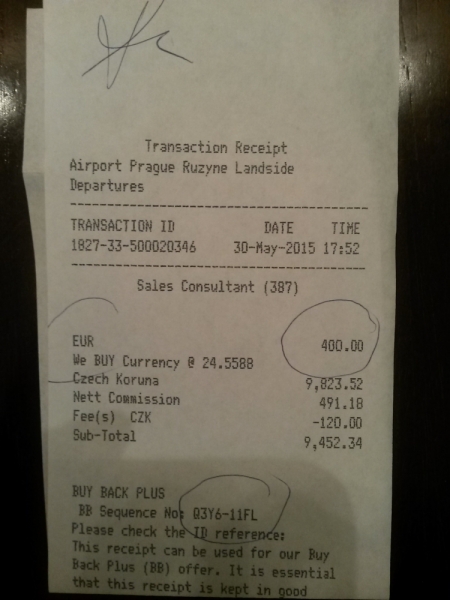 Transaction Receipt
Airport Prague Ruzyne Landside
Departures
TRANSACTION ID DATE TIME
1827-33-500020346 30-May-2015 17:52
Sales Consultant (387)
EUR 400.00
We BUY Currency @ 24.5588
Czech Koruna 9,823.52
Nett Commission 491.18
Fee(s) CZK -120.00
Sub-Total 9,452.34
BUY BACK PLUS
BB Sequence No: Q3Y6-11FL
Please check the ID reference:
This receipt can be used for our Buy
Back Plus (BB) offer. It is essential
that this receipt is kept in good